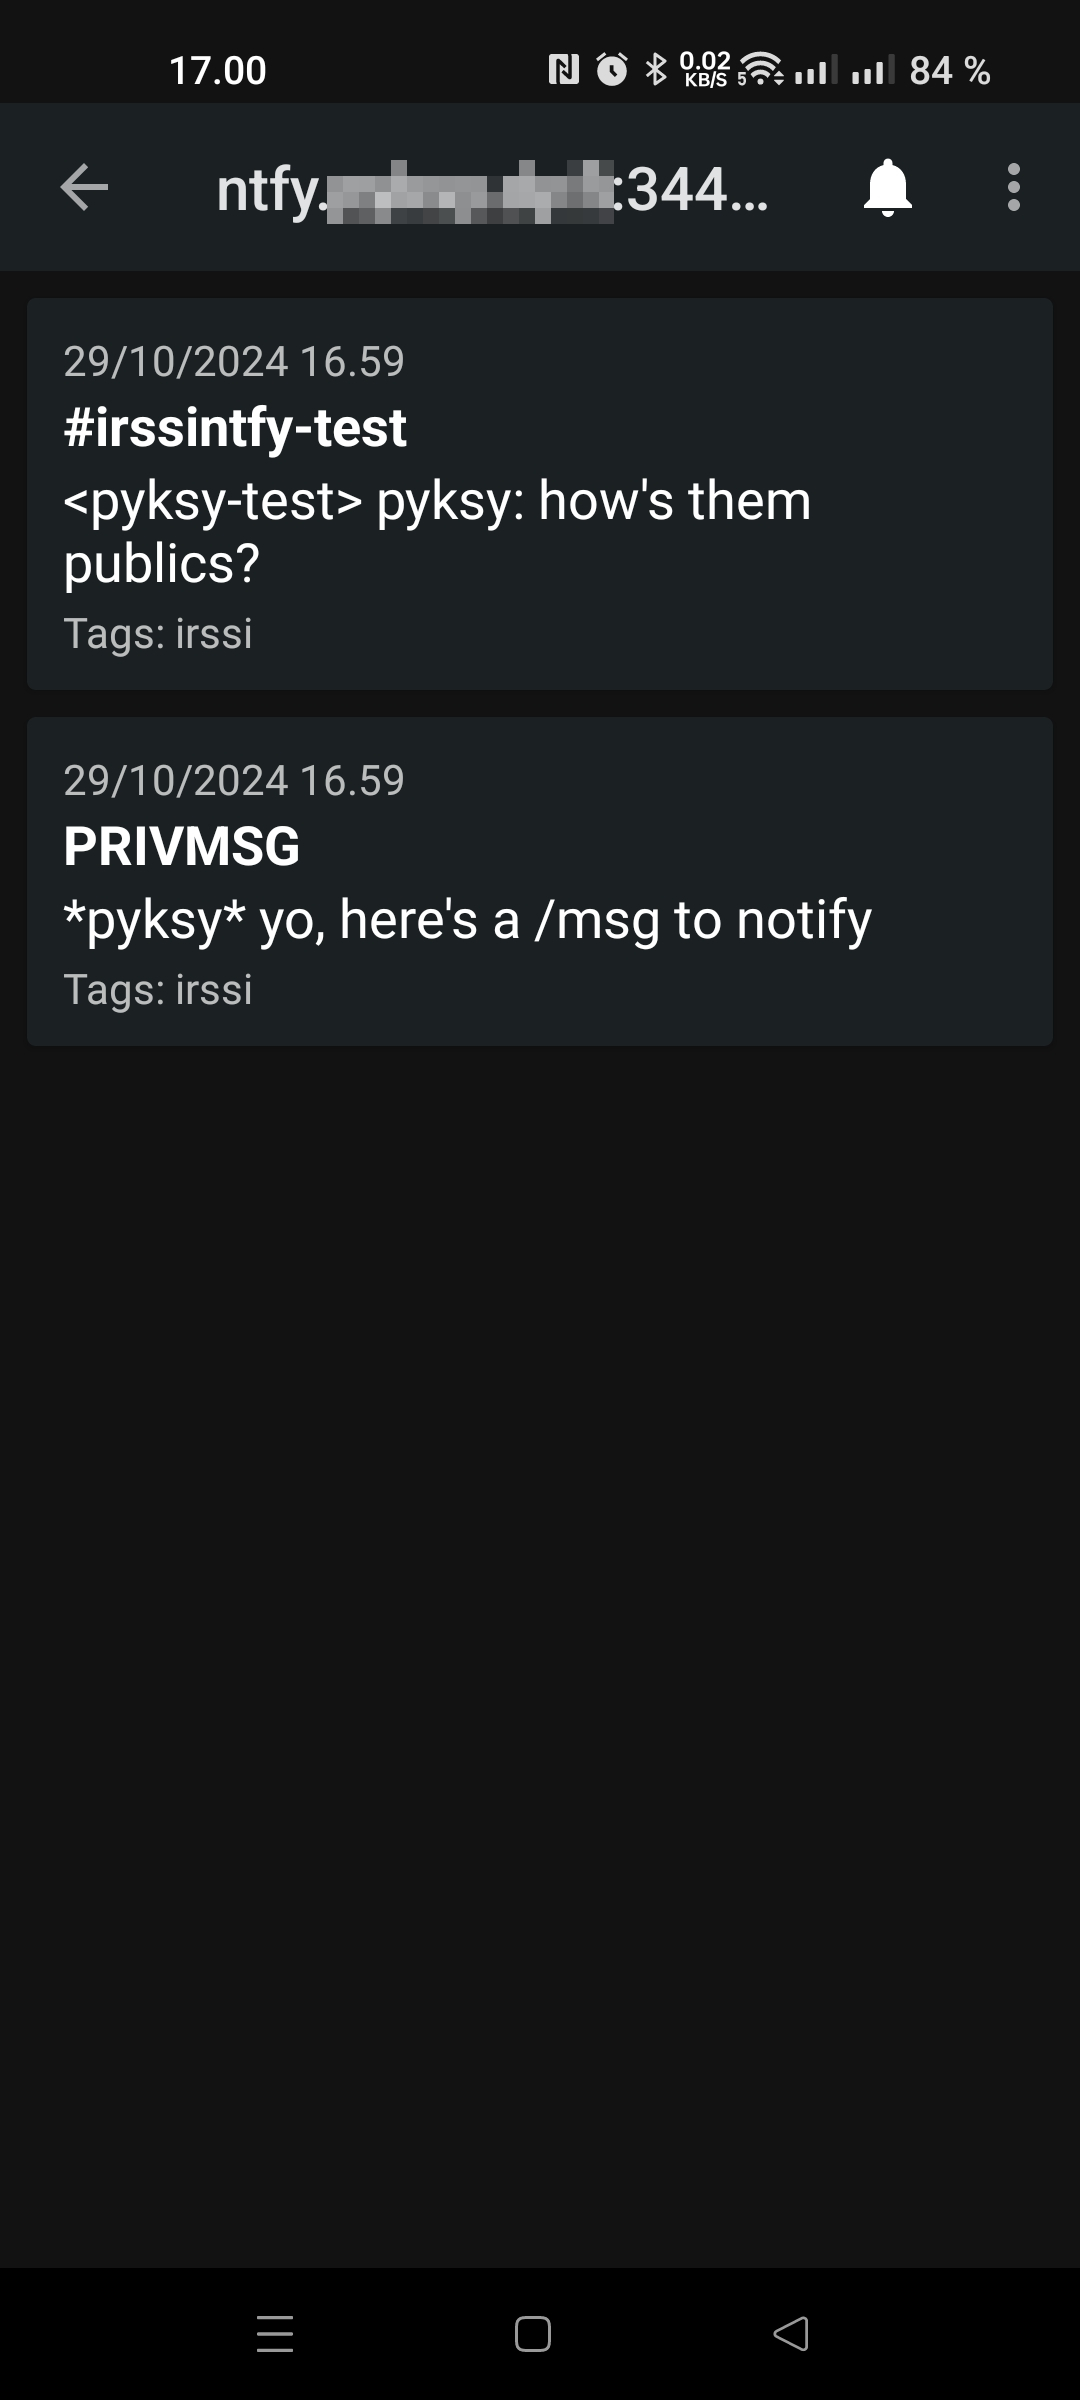 17.00 0.02 KB/S 5 84 %
ntfy. :344...
29/10/2024 16.59
#irssintfy-test
<pyksy-test> pyksy: how's them
publics?
Tags: irssi
29/10/2024 16.59
PRIVMSG
*pyksy* yo, here's a /msg to notify
Tags: irssi